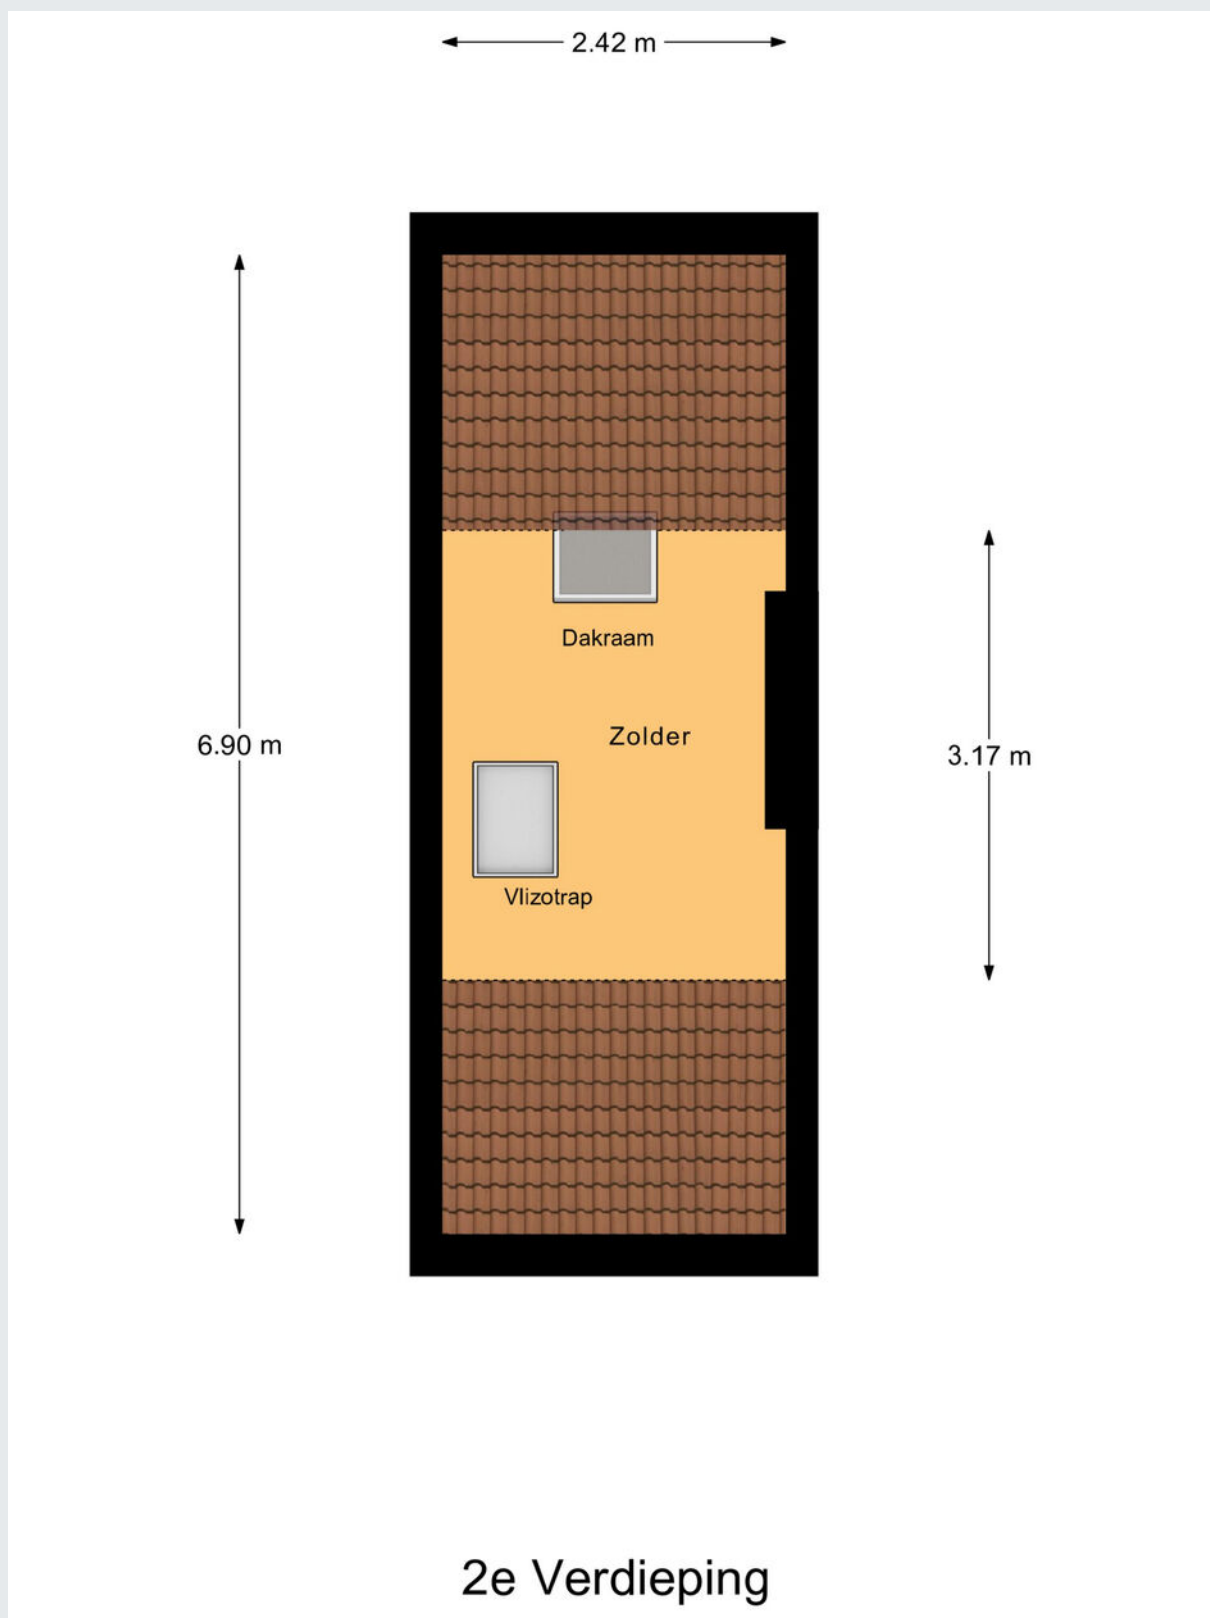 2.42 m
Dakraam
Zolder
6.90 m
3.17 m
Vlizotrap
2e Verdieping